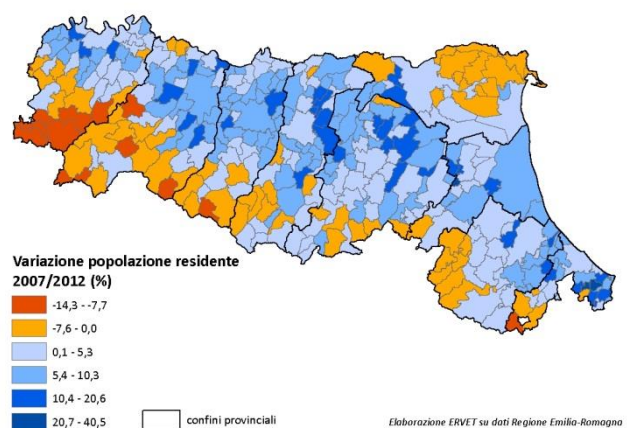 Variazione popolazione residente
2007/2012 (%)
-14,3 - -7,7
-7,6 - 0,0
0,1 - 5,3
5,4 - 10,3
10,4 - 20,6
20,7 - 40,5
confini provinciali
Elaborazione ERVET su dati Regione Emilia-Romagna